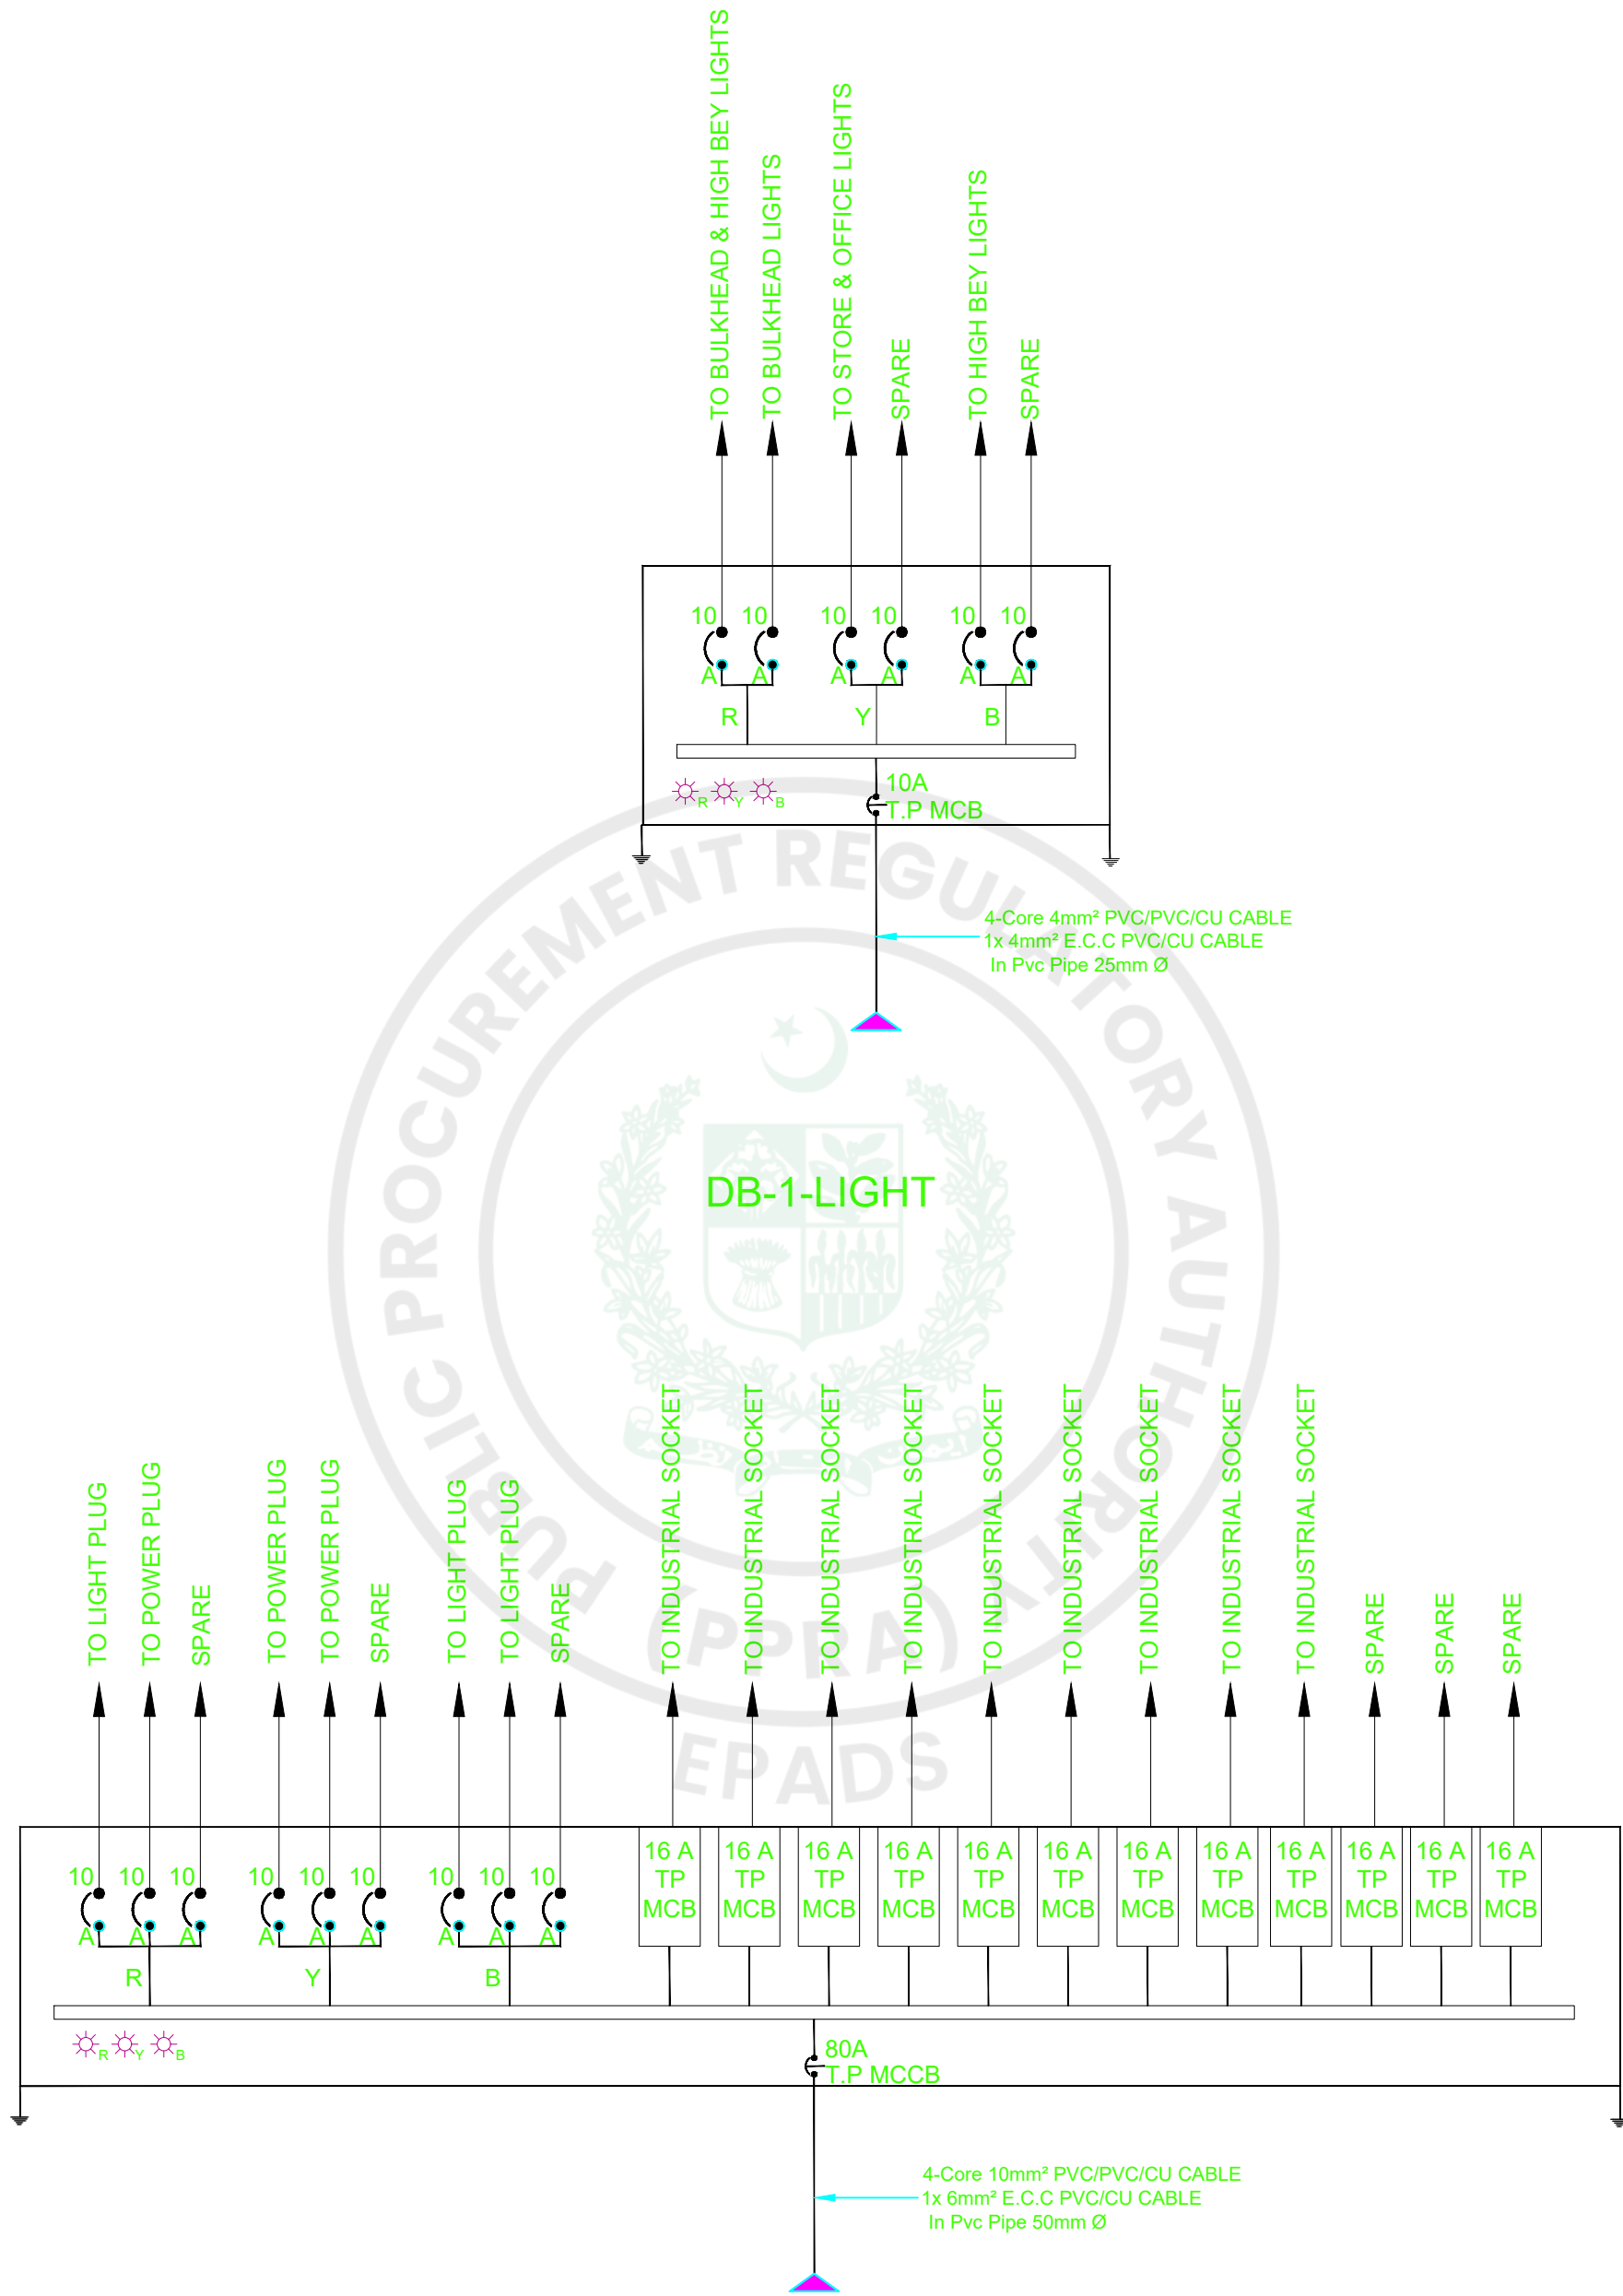 TO BULKHEAD & HIGH BEY LIGHTS
TO BULKHEAD LIGHTS
TO STORE & OFFICE LIGHTS
SPARE
TO HIGH BEY LIGHTS
SPARE
10 10 10 10 10 10
A A A A A A
R Y B
R Y B
10A
T.P MCB
4-Core 4mm² PVC/PVC/CU CABLE
1x 4mm² E.C.C PVC/CU CABLE
In Pvc Pipe 25mm Ø
PUBLIC PROCUREMENT REGULATORY AUTHORITY
(PPRA)
EPADS
DB-1-LIGHT
TO LIGHT PLUG
TO POWER PLUG
SPARE
TO POWER PLUG
TO POWER PLUG
SPARE
TO LIGHT PLUG
TO LIGHT PLUG
SPARE
TO INDUSTRIAL SOCKET
TO INDUSTRIAL SOCKET
TO INDUSTRIAL SOCKET
TO INDUSTRIAL SOCKET
TO INDUSTRIAL SOCKET
TO INDUSTRIAL SOCKET
TO INDUSTRIAL SOCKET
TO INDUSTRIAL SOCKET
TO INDUSTRIAL SOCKET
SPARE
SPARE
SPARE
10 10 10 10 10 10 10 10 10
A A A A A A A A A
R Y B
16 A 16 A 16 A 16 A 16 A 16 A 16 A 16 A 16 A 16 A 16 A 16 A
TP TP TP TP TP TP TP TP TP TP TP TP
MCB MCB MCB MCB MCB MCB MCB MCB MCB MCB MCB MCB
R Y B
80A
T.P MCCB
4-Core 10mm² PVC/PVC/CU CABLE
1x 6mm² E.C.C PVC/CU CABLE
In Pvc Pipe 50mm Ø